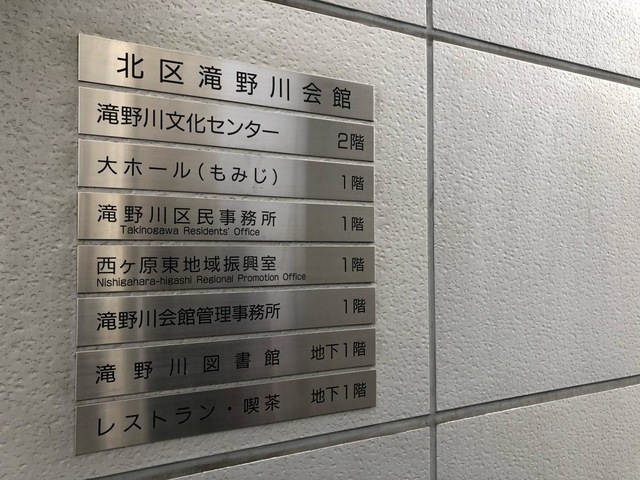 北区滝野川会館
滝野川文化センター 2階
大ホール(もみじ) 1階
滝野川区民事務所 1階
Takinogawa Residents' Office
西ヶ原東地域振興室 1階
Nishigahara-higashi Regional Promotion Office
滝野川会館管理事務所 1階
滝野川図書館 地下1階
レストラン・喫茶 地下1階